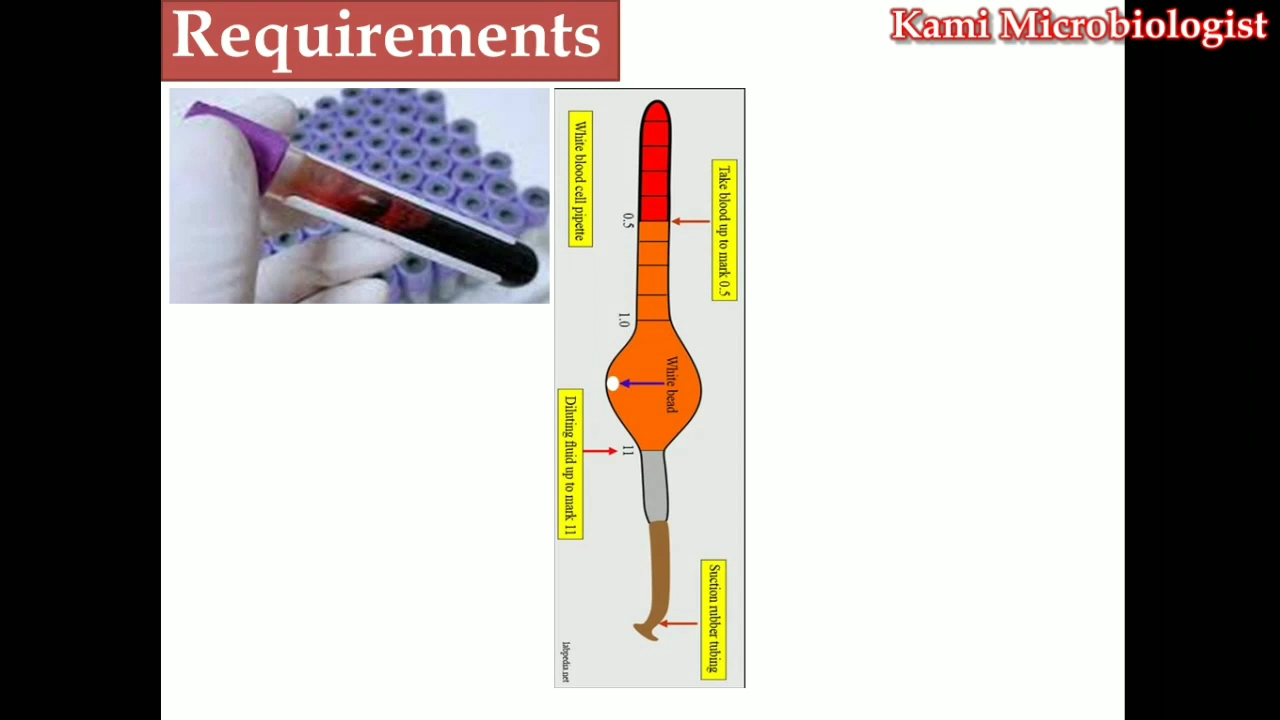 Requirements
Kami Microbiologist
White blood cell pipette
Take blood up to mark 0.5
0.5
1.0
White bead
Diluting fluid up to mark 11
11
Suction rubber tubing
labpedia.net